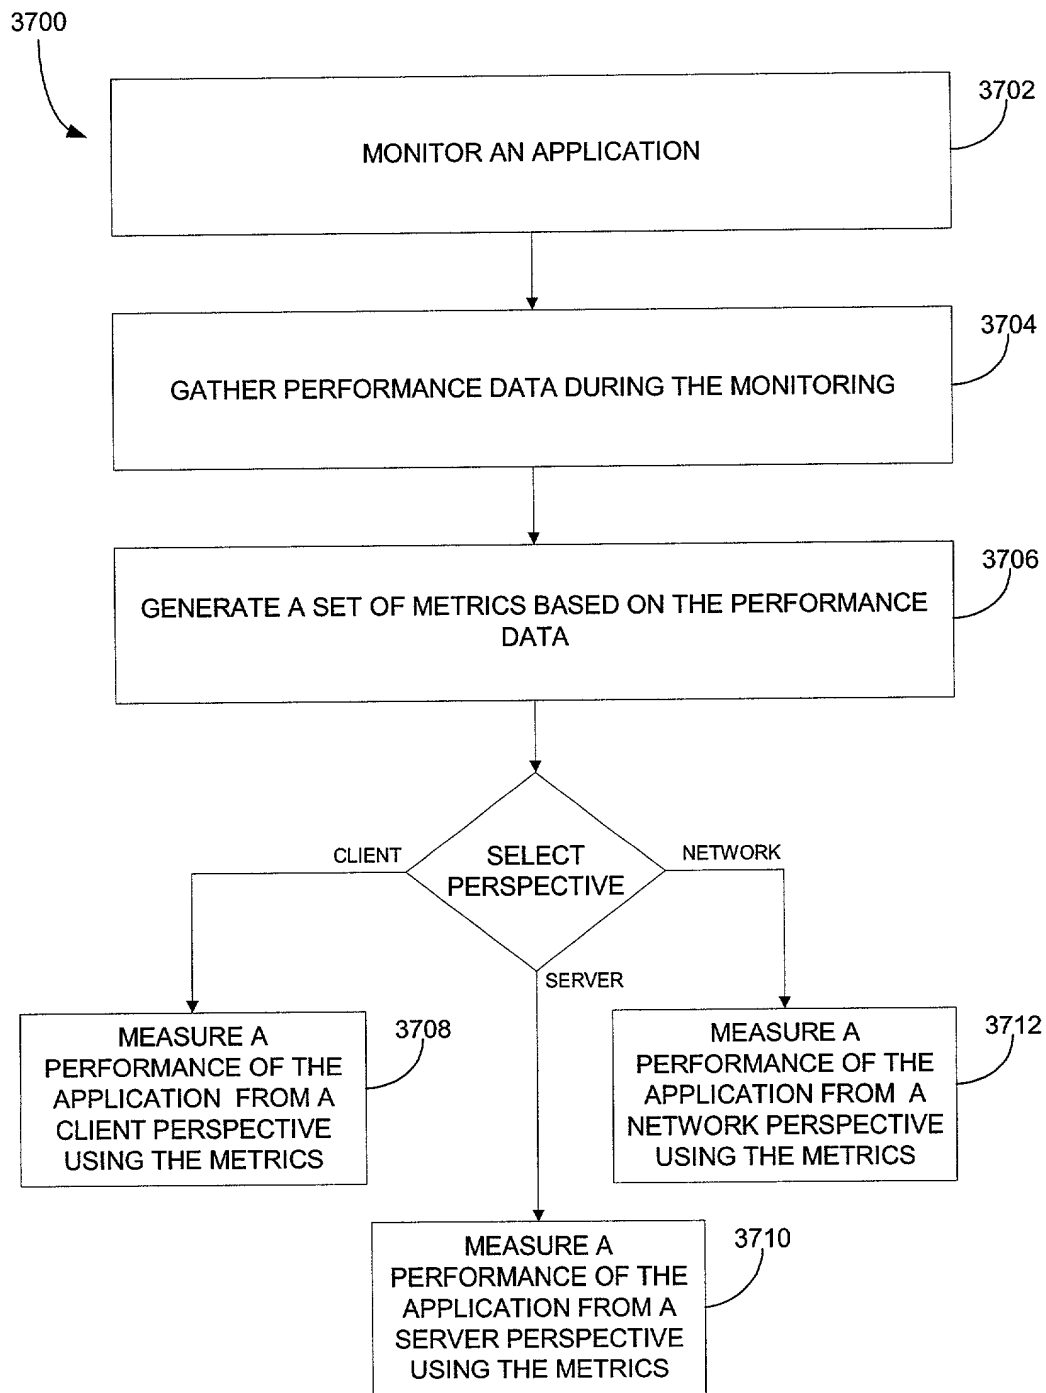 3700
3702
MONITOR AN APPLICATION
3704
GATHER PERFORMANCE DATA DURING THE MONITORING
3706
GENERATE A SET OF METRICS BASED ON THE PERFORMANCE
DATA
CLIENT
SELECT
PERSPECTIVE
NETWORK
SERVER
MEASURE A
PERFORMANCE OF THE
APPLICATION FROM A
CLIENT PERSPECTIVE
USING THE METRICS
3708
MEASURE A
PERFORMANCE OF THE
APPLICATION FROM A
NETWORK PERSPECTIVE
USING THE METRICS
3712
MEASURE A
PERFORMANCE OF THE
APPLICATION FROM A
SERVER PERSPECTIVE
USING THE METRICS
3710